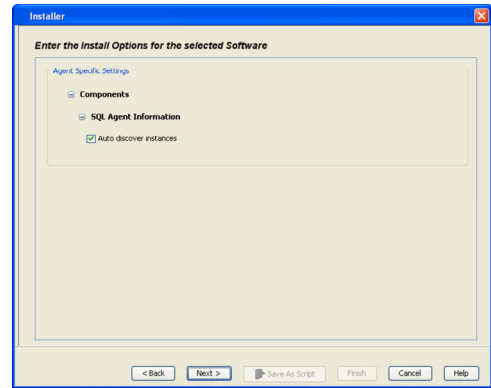 Installer
Enter the Install Options for the selected Software
Agent Specific Settings
Components
SQL Agent Information
Auto discover instances
< Back
Next >
Save As Script
Finish
Cancel
Help